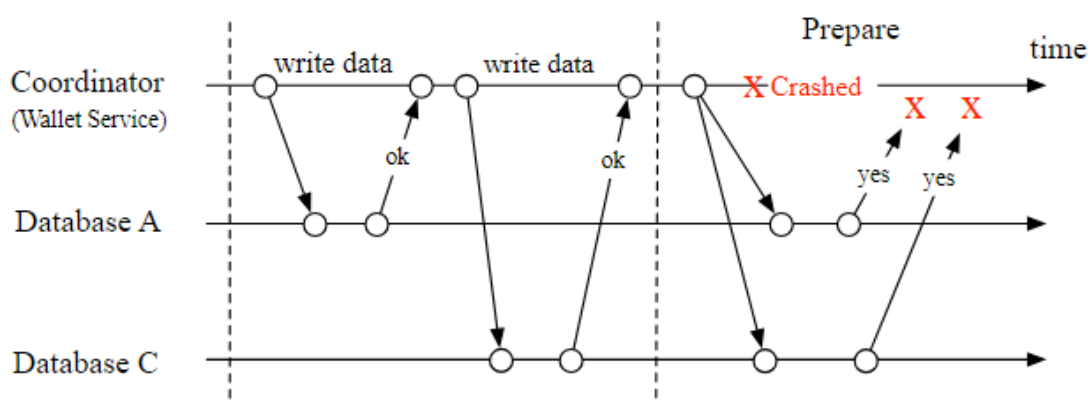 Prepare
time
Coordinator
(Wallet Service)
write data
write data
X Crashed
X
X
ok
ok
yes
yes
Database A
Database C